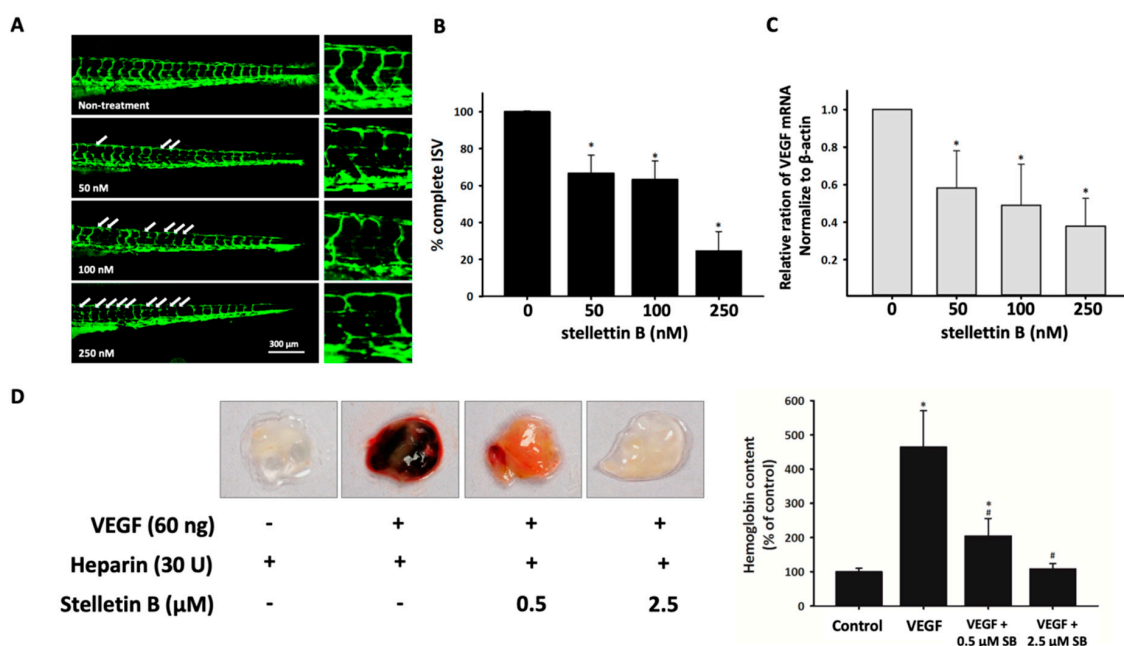 A
Non-treatment
50 nM
100 nM
250 nM
300 μm
B
% complete ISV
100
80
60
40
20
0
*
*
*
0 50 100 250
stellettin B (nM)
C
Relative ration of VEGF mRNA
Normalize to β-actin
1.0
0.8
0.6
0.4
0.2
*
*
*
0 50 100 250
stellettin B (nM)
D
VEGF (60 ng) - + + +
Heparin (30 U) + + + +
Stelletin B (μM) - - 0.5 2.5
Hemoglobin content
(% of control)
600
500
400
300
200
100
0
*
*
#
#
Control VEGF VEGF + VEGF +
0.5 μM SB 2.5 μM SB